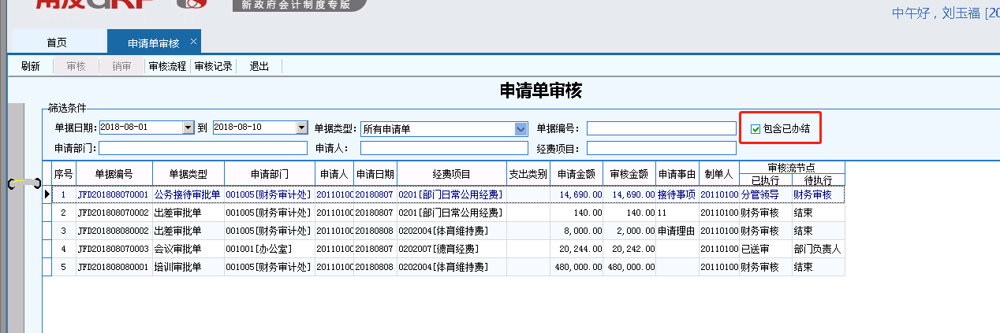 新政府会计制度专版
中午好，刘玉福 [20
首页 申请单审核
刷新 审核 销审 审核流程 审核记录 退出
申请单审核
筛选条件
单据日期: 2018-08-01 到 2018-08-10 单据类型: 所有申请单 单据编号: 包含已办结
申请部门: 申请人: 经费项目:
序号 单据编号 单据类型 申请部门 申请人 申请日期 经费项目 支出类别 申请金额 审核金额 申请事由 制单人 审核流节点
已执行 待执行
1 JFD201808070001 公务接待审批单 001005[财务审计处] 2011010C 20180807 0201[部门日常公用经费] 14,690.00 14,690.00 接待事项 20110100 分管领导 财务审核
2 JFD201808070002 出差审批单 001005[财务审计处] 2011010C 20180807 0201[部门日常公用经费] 140.00 140.00 11 20110100 财务审核 结束
3 JFD201808080002 出差审批单 001005[财务审计处] 2011010C 20180808 0202004[体育维持费] 8,000.00 2,000.00 申请理由 20110100 财务审核 结束
4 JFD201808070003 会议审批单 001001[办公室] 2011010C 20180807 0202007[德育经费] 20,244.00 20,242.00 20110100 已送审 部门负责人
5 JFD201808080001 培训审批单 001005[财务审计处] 2011010C 20180808 0202004[体育维持费] 480,000.00 480,000.00 20110100 财务审核 结束